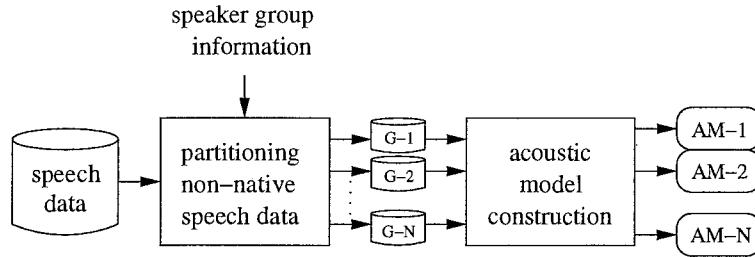 speaker group
information
speech
data
partitioning
non−native
speech data
G−1
G−2
G−N
acoustic
model
construction
AM−1
AM−2
AM−N